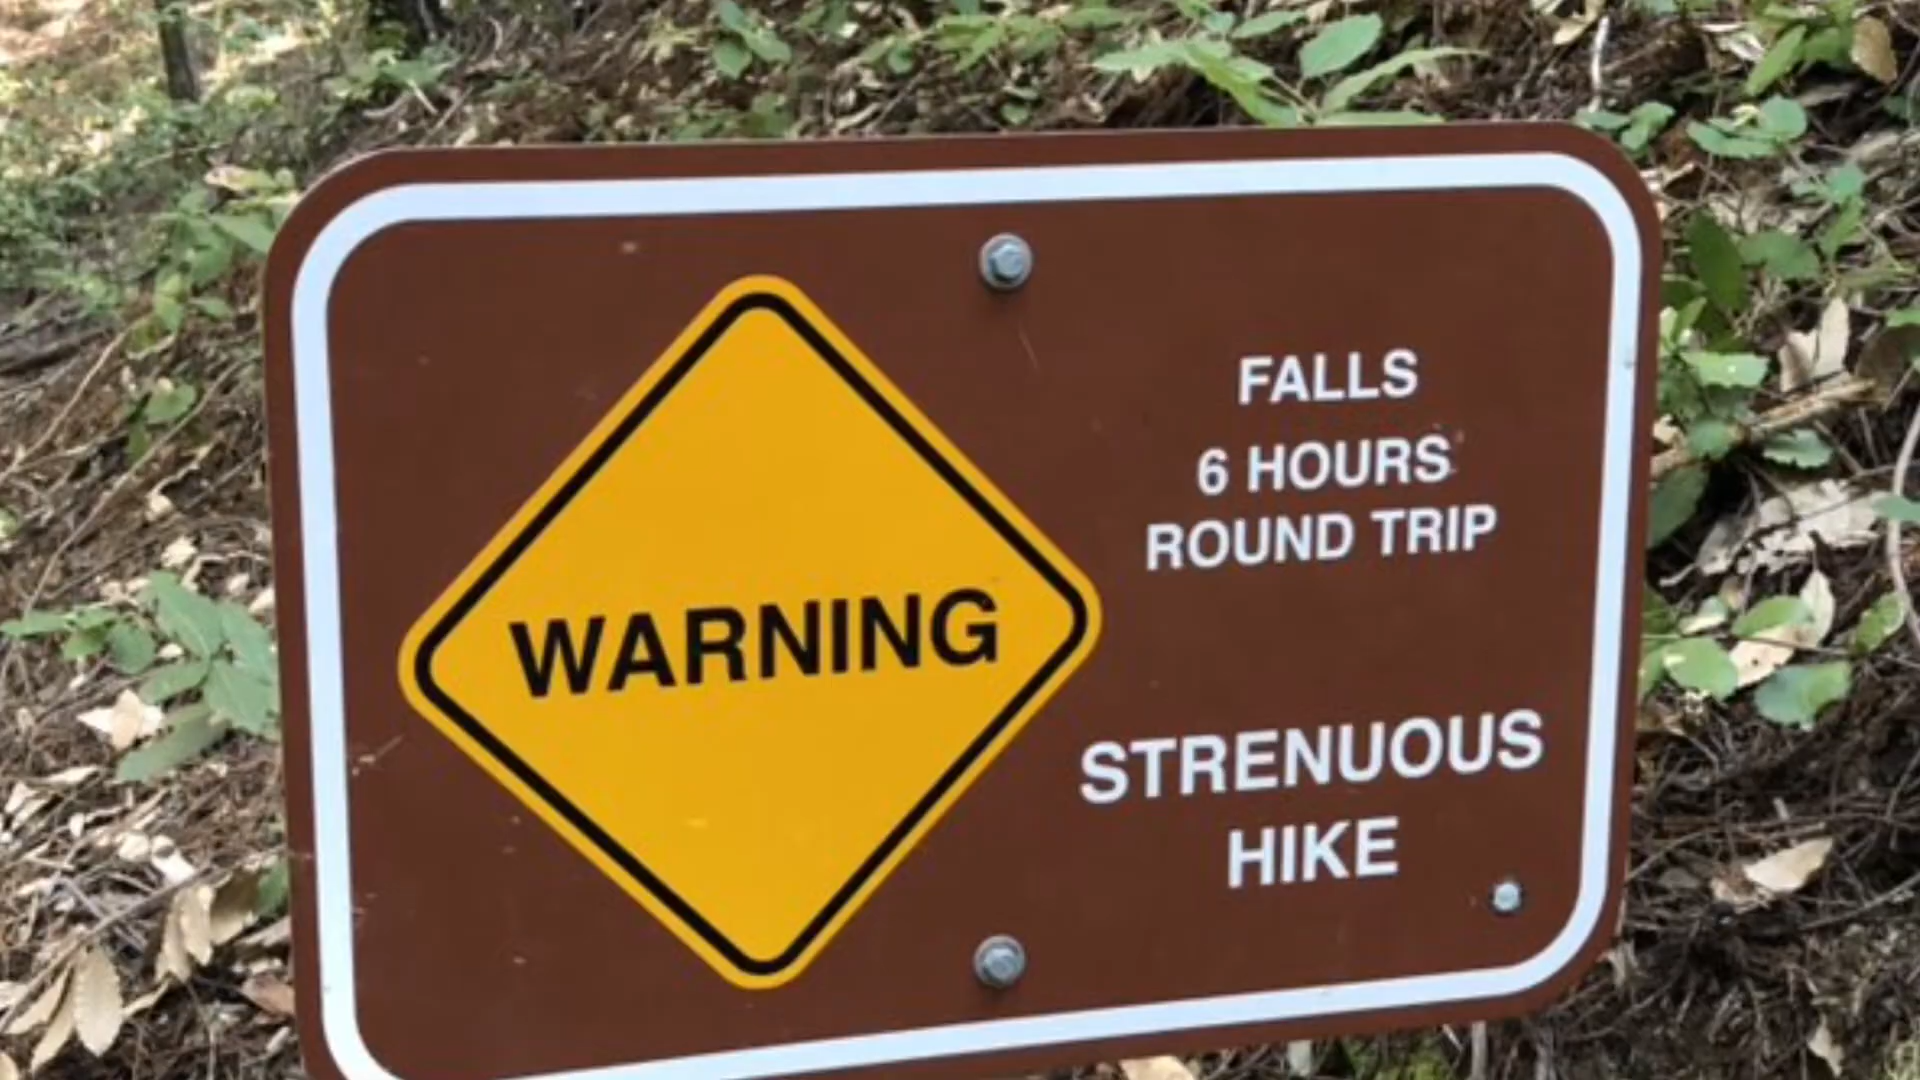 WARNING
FALLS
6 HOURS
ROUND TRIP
STRENUOUS
HIKE